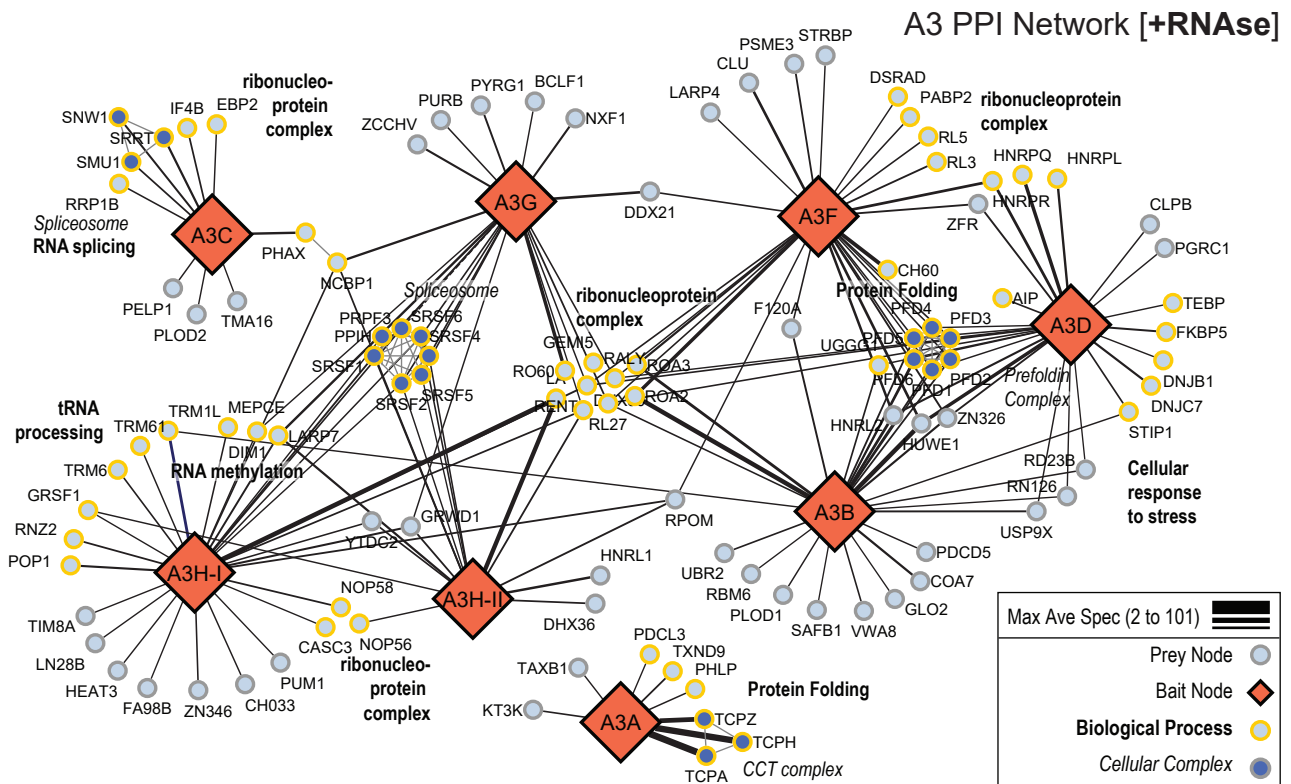 A3 PPI Network [+RNAse]
STRBP
PSME3
CLU
LARP4
DSRAD
PABP2
RL5
RL3
ribonucleoprotein
complex
HNRPQ
HNRPL
HNRPR
ZFR
CLPB
PGRC1
ribonucleo-
protein
complex
SNW1
IF4B
EBP2
SRRT
SMU1
RRP1B
Spliceosome
RNA splicing
A3C
PHAX
NCBP1
PELP1
PLOD2
TMA16
ZCCHV
PURB
PYRG1
BCLF1
NXF1
A3G
DDX21
A3F
CH60
Protein Folding
F120A
PFD4
PFD3
PFD5
UGGG1
PFD6
PFD1
PFD2
Prefoldin
Complex
AIP
A3D
TEBP
FKBP5
DNJB1
DNJC7
STIP1
Cellular
response
to stress
Spliceosome
PRPF3
SRSF6
PPIH
SRSF4
SRSF1
SRSF5
SRSF2
ribonucleoprotein
complex
GEMI5
RALY
ROA3
RO60
LA
RENT
ROA2
RL27
HNRL2
ZN326
HUWE1
RD23B
RN126
USP9X
tRNA
processing
TRM1L
MEPCE
TRM61
DIM1
LARP7
RNA methylation
TRM6
GRSF1
RNZ2
POP1
YTDC2
GRWD1
RPOM
A3H-I
A3H-II
A3B
NOP58
NOP56
CASC3
ribonucleo-
protein
complex
HNRL1
DHX36
TIM8A
LN28B
HEAT3
FA98B
ZN346
CH033
PUM1
UBR2
RBM6
PLOD1
SAFB1
VWA8
GLO2
COA7
PDCD5
PDCL3
TXND9
PHLP
TAXB1
KT3K
A3A
Protein Folding
TCPZ
TCPH
TCPA
CCT complex
Max Ave Spec (2 to 101)
Prey Node
Bait Node
Biological Process
Cellular Complex